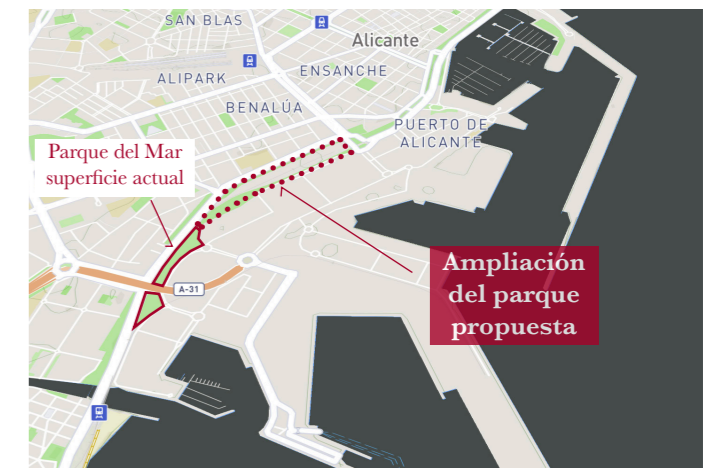 SAN BLAS
Alicante
ALIPARK
ENSANCHE
BENALÚA
PUERTO DE
ALICANTE
Parque del Mar
superficie actual
Ampliación
del parque
propuesta
A-31